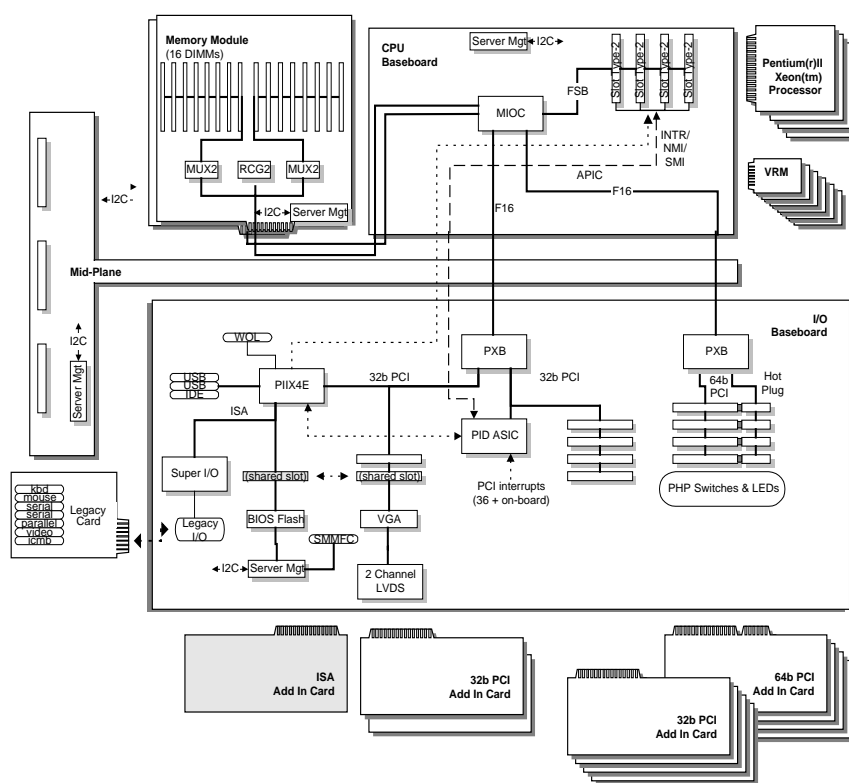 Memory Module
(16 DIMMs)
MUX2
RCG2
MUX2
I2C
Server Mgt
I2C
CPU
Baseboard
Server Mgt
I2C
Slot Type-2
Slot Type-2
Slot Type-2
Slot Type-2
FSB
MIOC
INTR/
NMI/
SMI
APIC
F16
F16
Pentium(r)II
Xeon(tm)
Processor
VRM
Mid-Plane
I2C
Server Mgt
I/O
Baseboard
WOL
USB
USB
IDE
PIIX4E
32b PCI
PXB
32b PCI
PXB
64b
PCI
Hot
Plug
ISA
Super I/O
PID ASIC
(shared slot)
(shared slot)
PCI interrupts
(36 + on-board)
PHP Switches & LEDs
kbd
mouse
serial
serial
parallel
video
icmb
Legacy
Card
Legacy
I/O
BIOS Flash
VGA
SMMFC
I2C
Server Mgt
2 Channel
LVDS
ISA
Add In Card
32b PCI
Add In Card
32b PCI
Add In Card
64b PCI
Add In Card